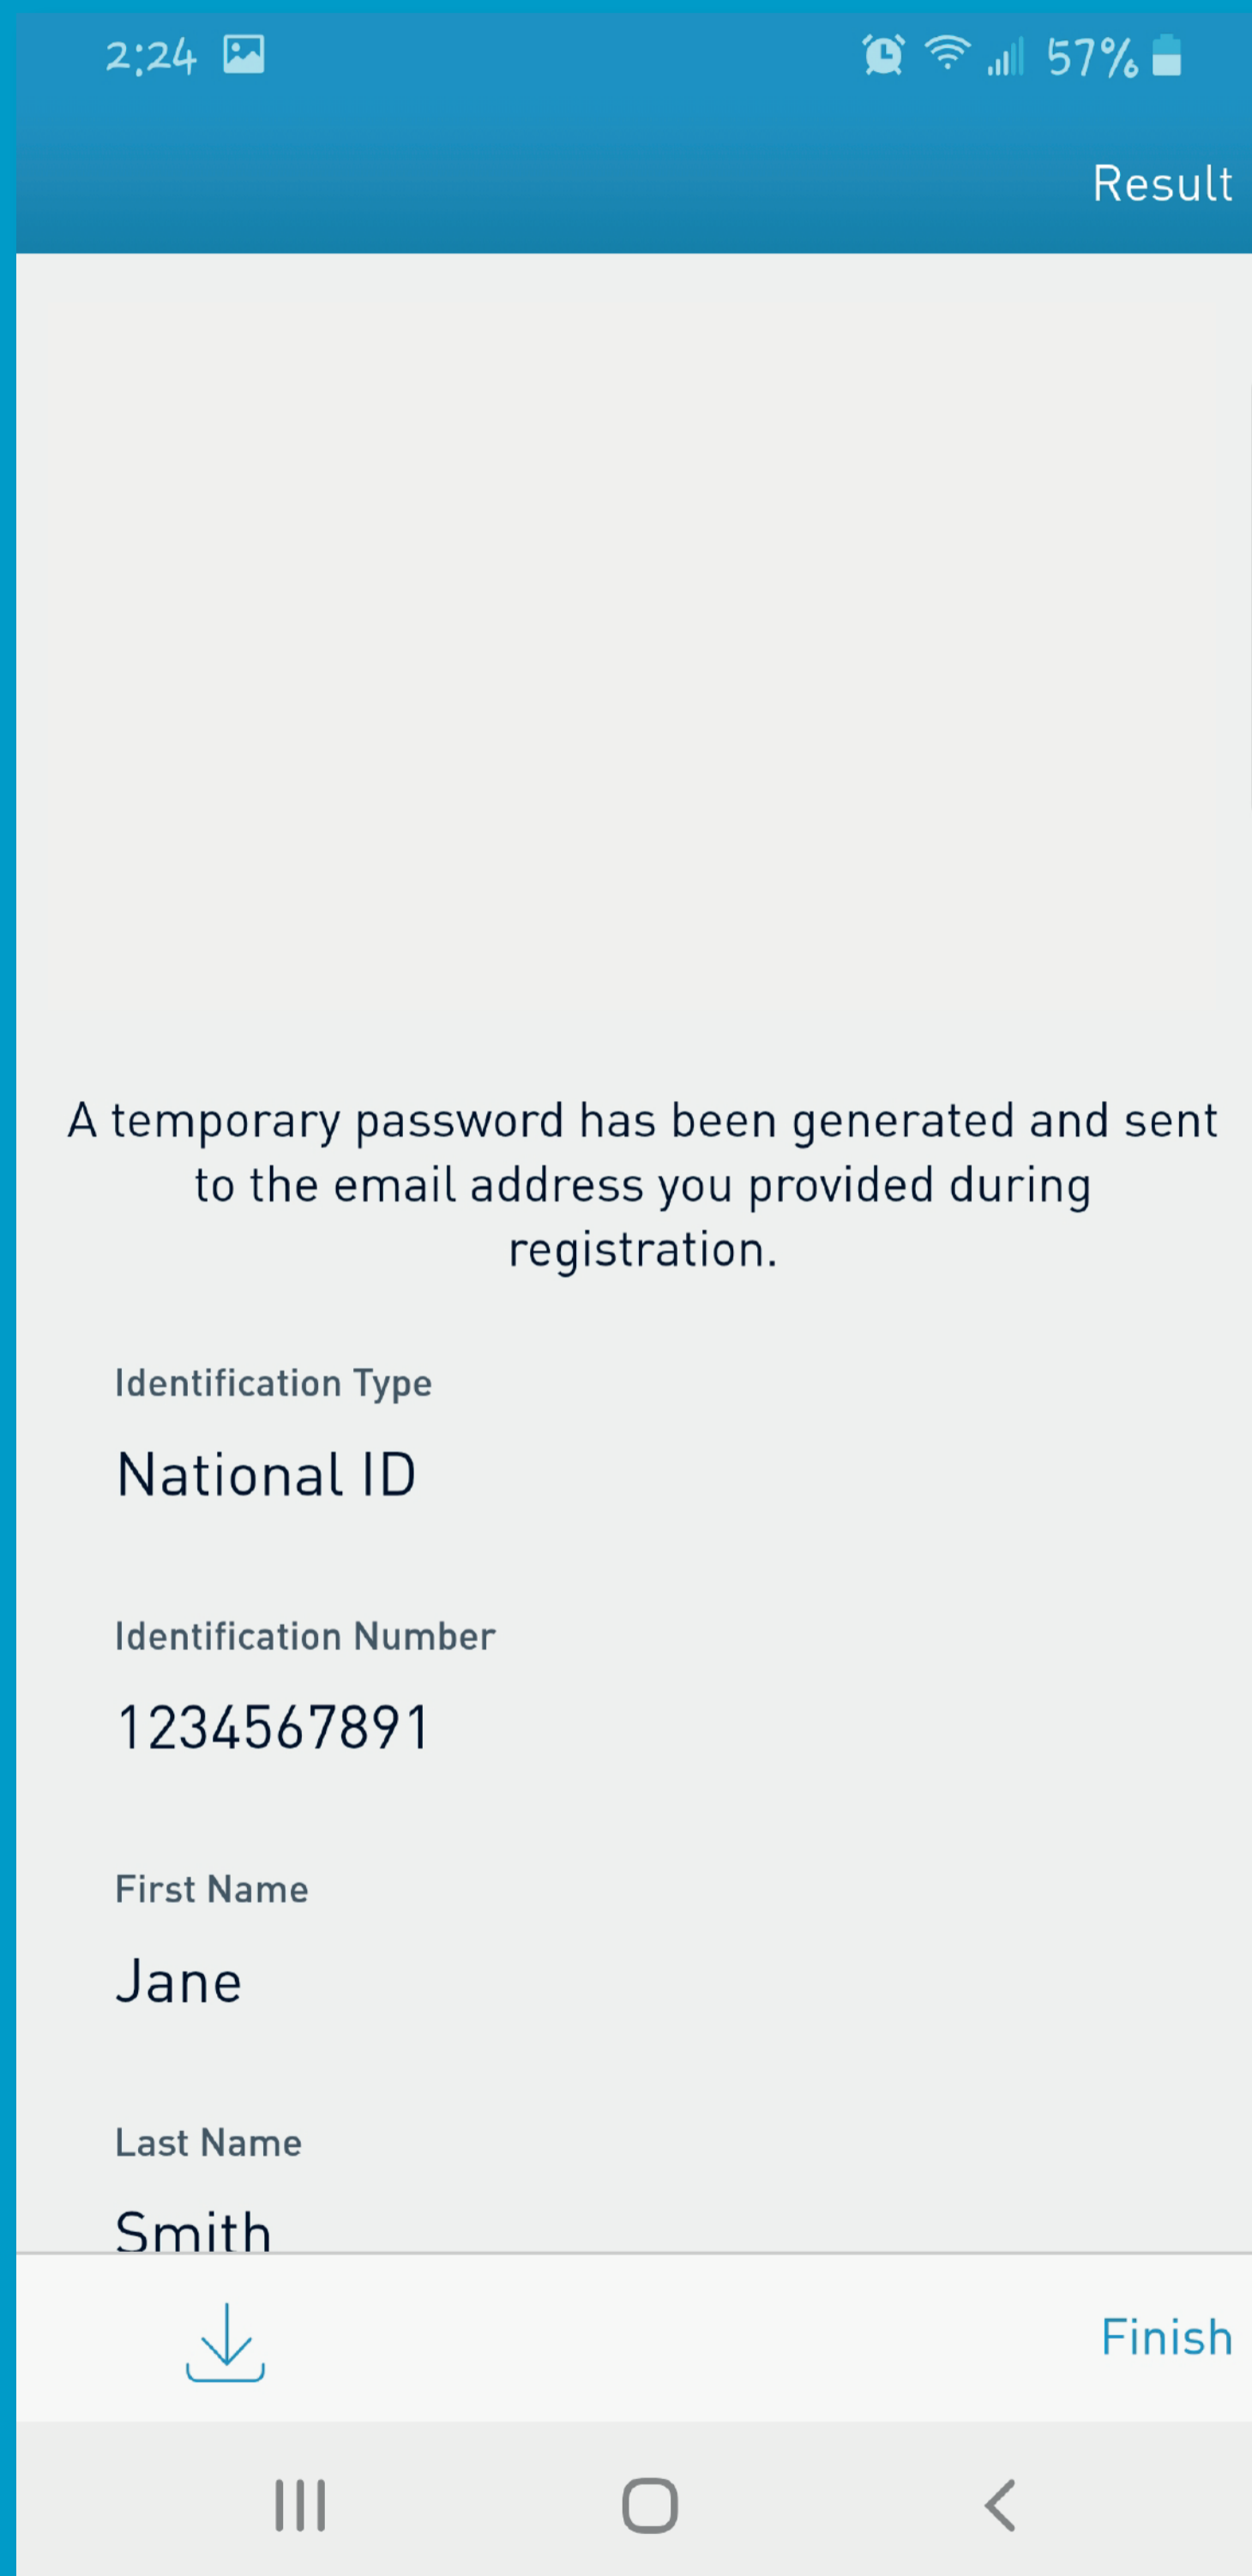 2:24 57%
Result
A temporary password has been generated and sent
to the email address you provided during
registration.
Identification Type
National ID
Identification Number
1234567891
First Name
Jane
Last Name
Smith
Finish